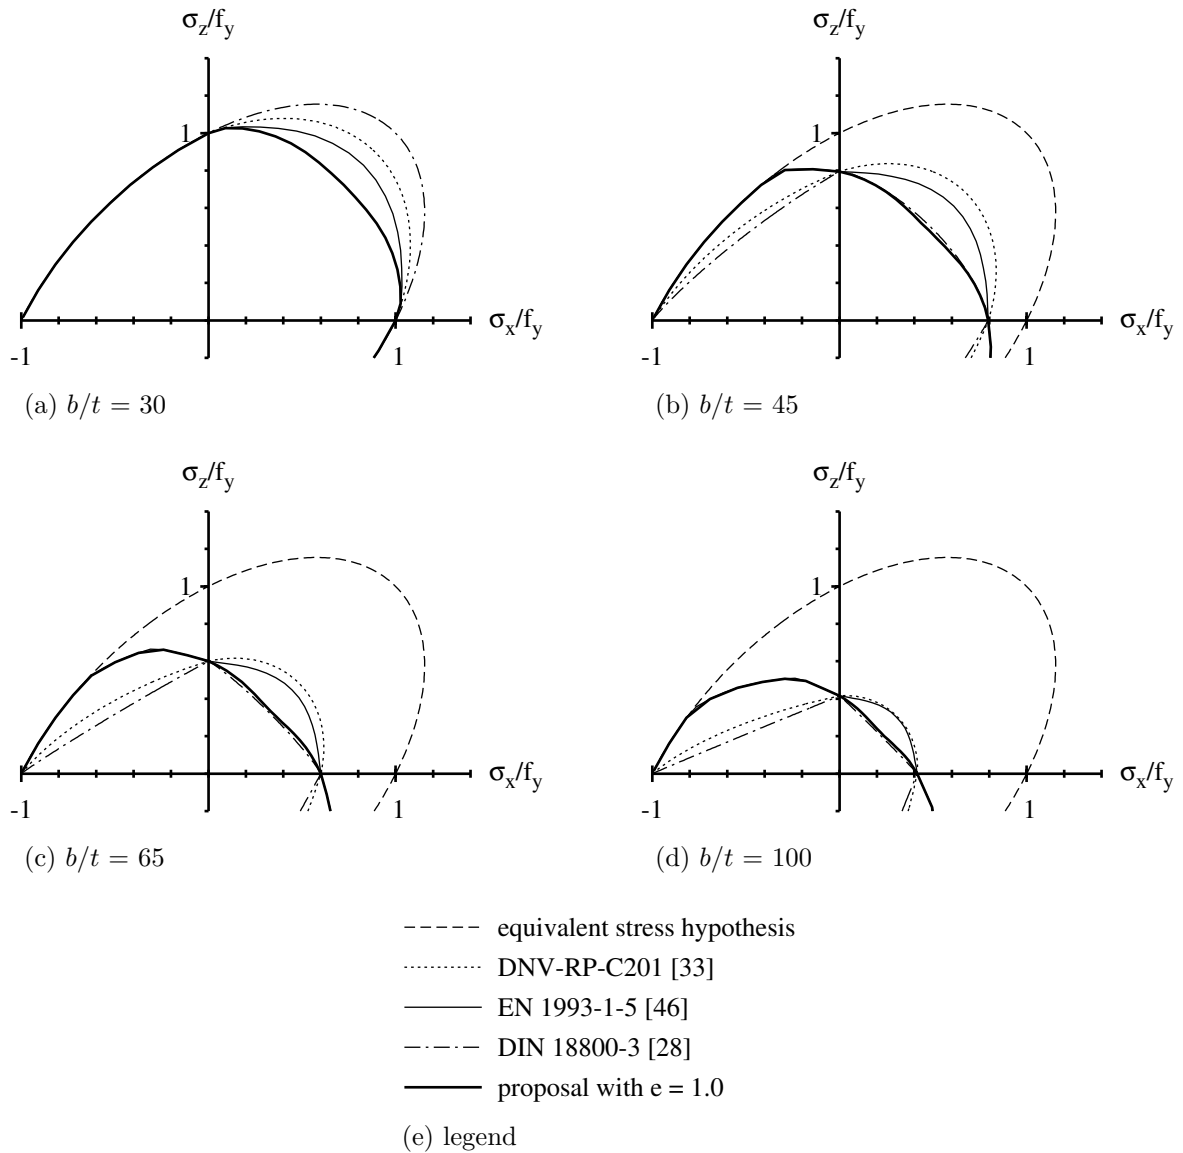 σz/fy
σz/fy
1
1
σx/fy
σx/fy
-1
1
-1
1
(a) b/t = 30
(b) b/t = 45
σz/fy
σz/fy
1
1
σx/fy
σx/fy
-1
1
-1
1
(c) b/t = 65
(d) b/t = 100
equivalent stress hypothesis
DNV-RP-C201 [33]
EN 1993-1-5 [46]
DIN 18800-3 [28]
proposal with e = 1.0
(e) legend